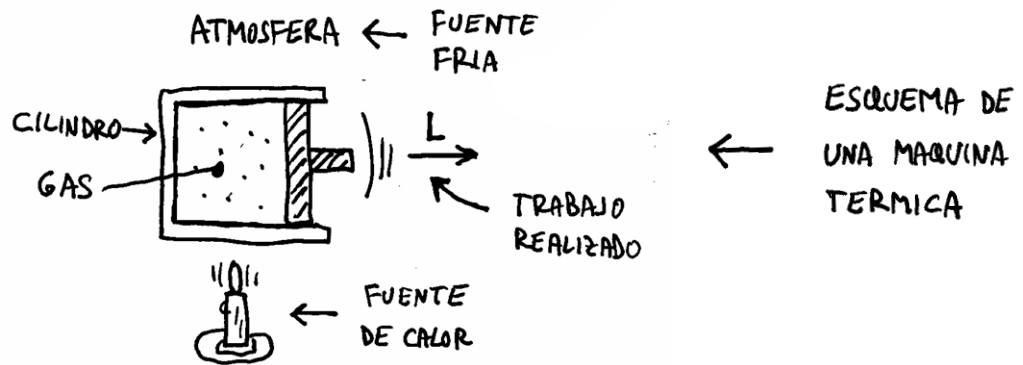 ATMOSFERA
FUENTE
FRIA
CILINDRO
GAS
L
TRABAJO
REALIZADO
FUENTE
DE CALOR
ESQUEMA DE
UNA MAQUINA
TERMICA